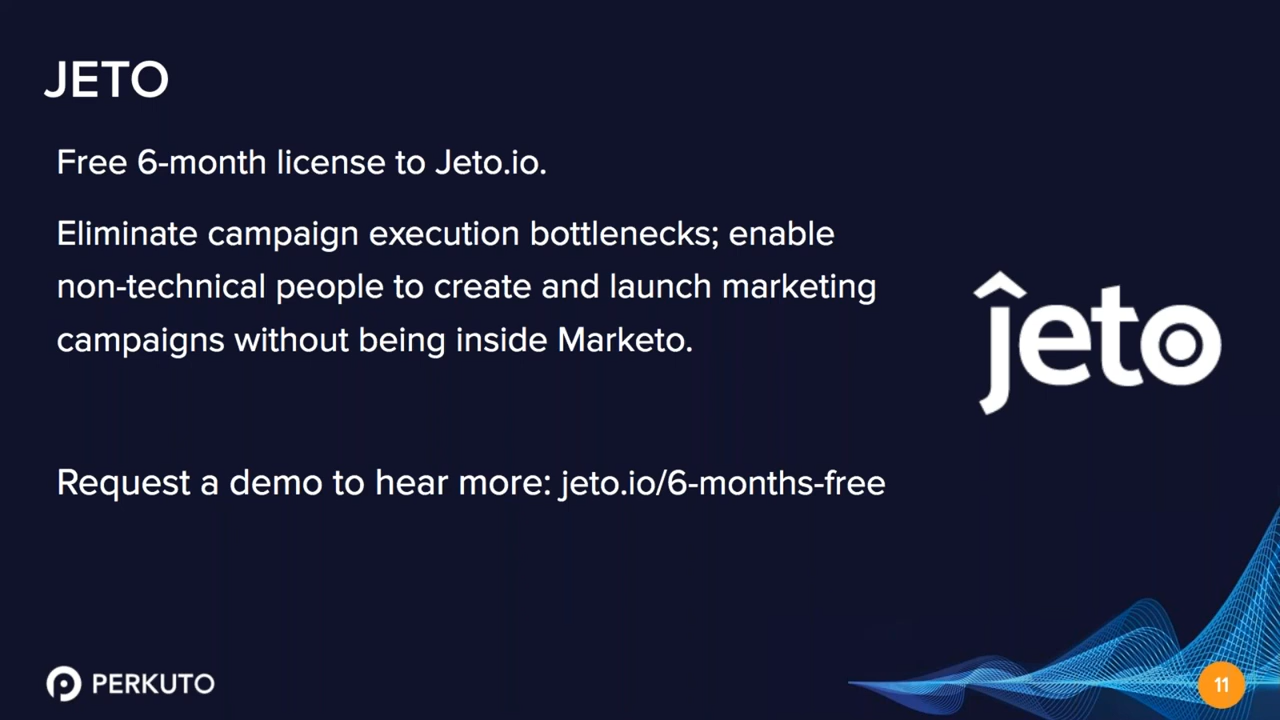 JETO
Free 6-month license to Jeto.io.
Eliminate campaign execution bottlenecks; enable
non-technical people to create and launch marketing
campaigns without being inside Marketo.
jeto
Request a demo to hear more: jeto.io/6-months-free
PERKUTO
11